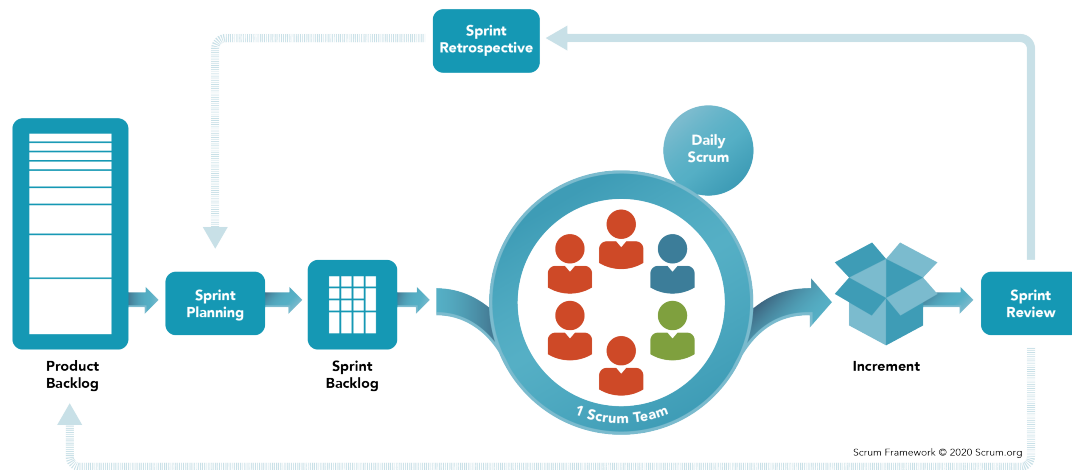 Sprint
Retrospective
Daily
Scrum
Sprint
Planning
Sprint
Review
Product
Backlog
Sprint
Backlog
Increment
1 Scrum Team
Scrum Framework © 2020 Scrum.org